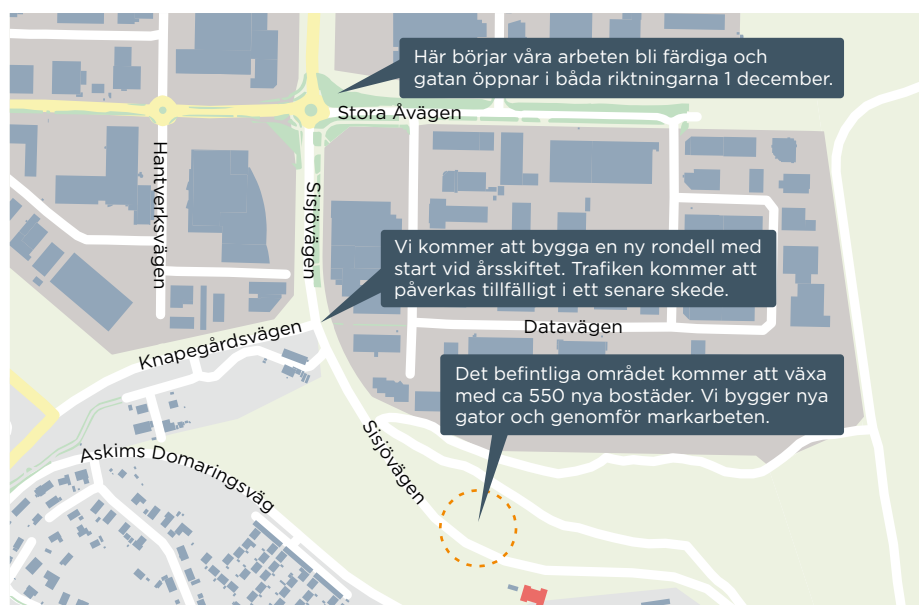 Här börjar våra arbeten bli färdiga och
gatan öppnar i båda riktningarna 1 december.
Stora Åvägen
Hantverksvägen
Sisjövägen
Vi kommer att bygga en ny rondell med
start vid årsskiftet. Trafiken kommer att
påverkas tillfälligt i ett senare skede.
Datavägen
Knapegårdsvägen
Det befintliga området kommer att växa
med ca 550 nya bostäder. Vi bygger nya
gator och genomför markarbeten.
Sisjövägen
Askims Domaringsväg